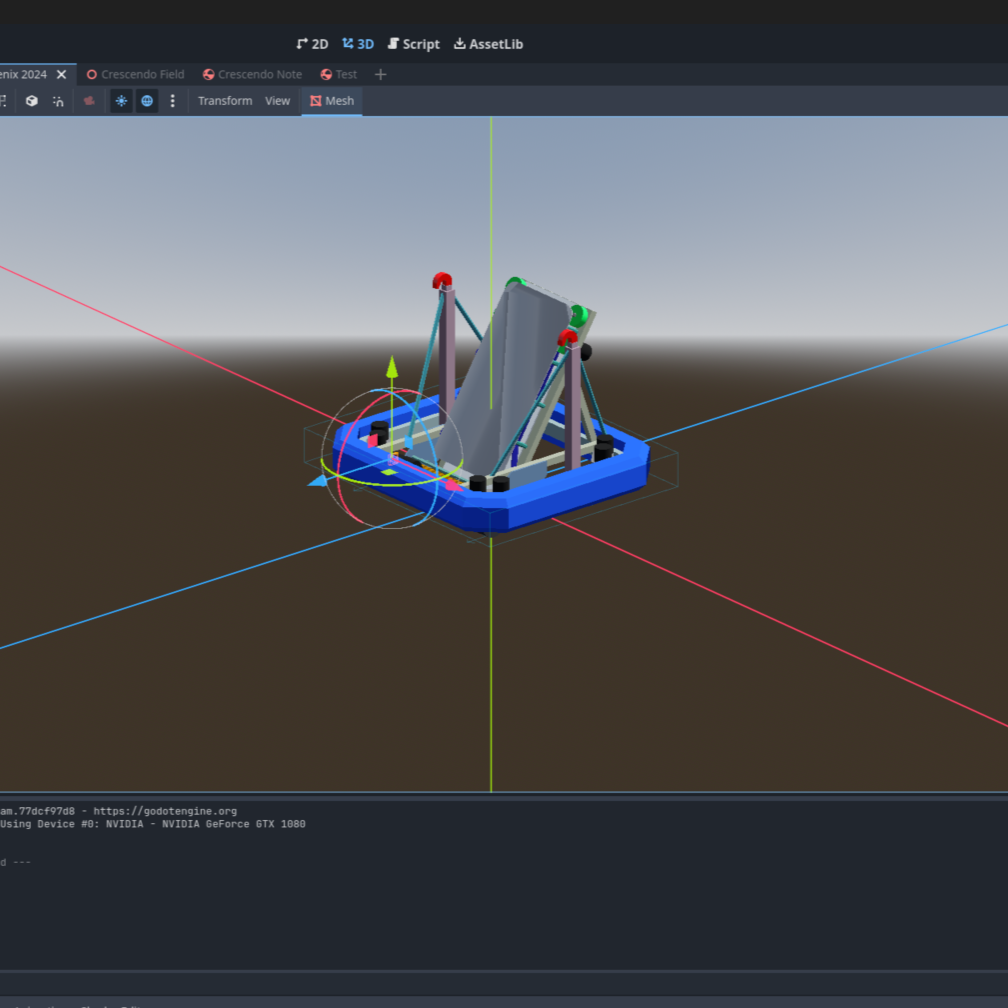 2D 3D Script AssetLib
enix 2024 Crescendo Field Crescendo Note Test
Transform View Mesh
am.77dcf97d8 - https://godotengine.org
Using Device #0: NVIDIA - NVIDIA GeForce GTX 1080
d ---